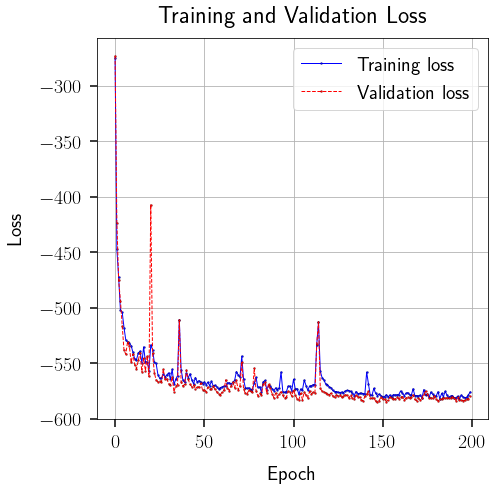 Training and Validation Loss
Training loss
Validation loss
−300
−350
−400
−450
−500
−550
−600
Loss
0 50 100 150 200
Epoch